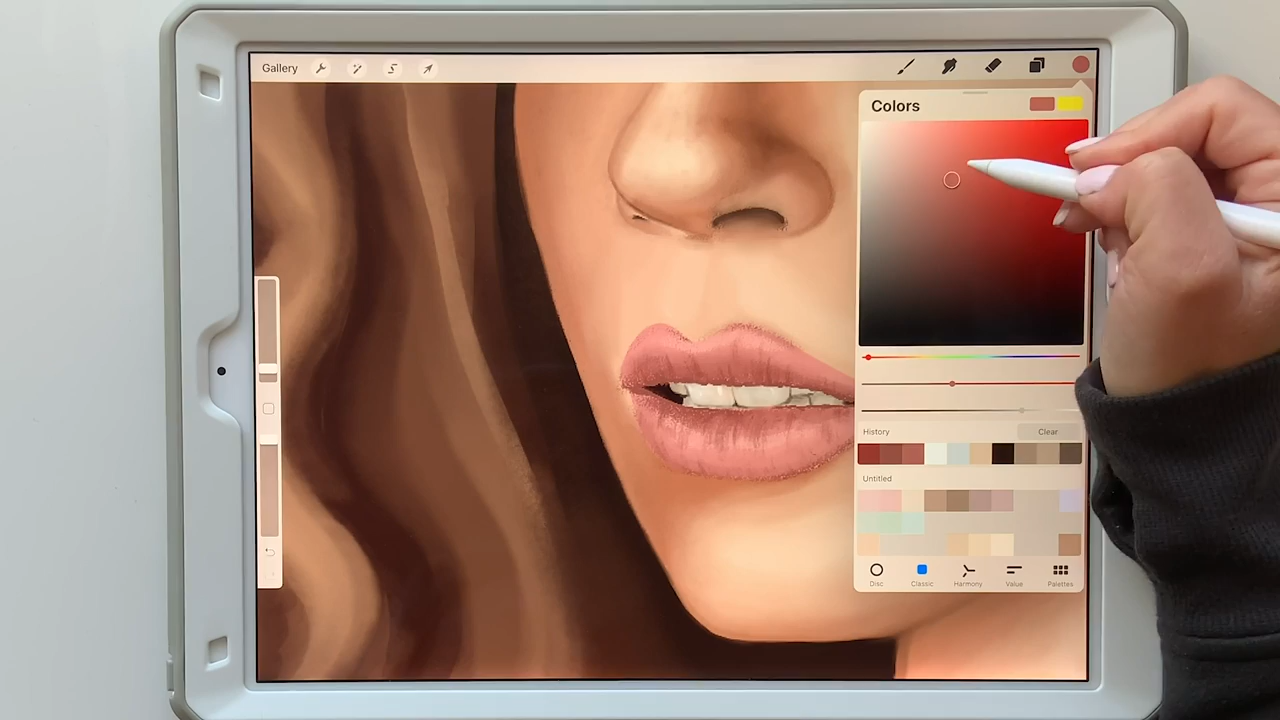 Gallery
Colors
History
Clear
Untitled
Disc
Classic
Harmony
Value
Palettes